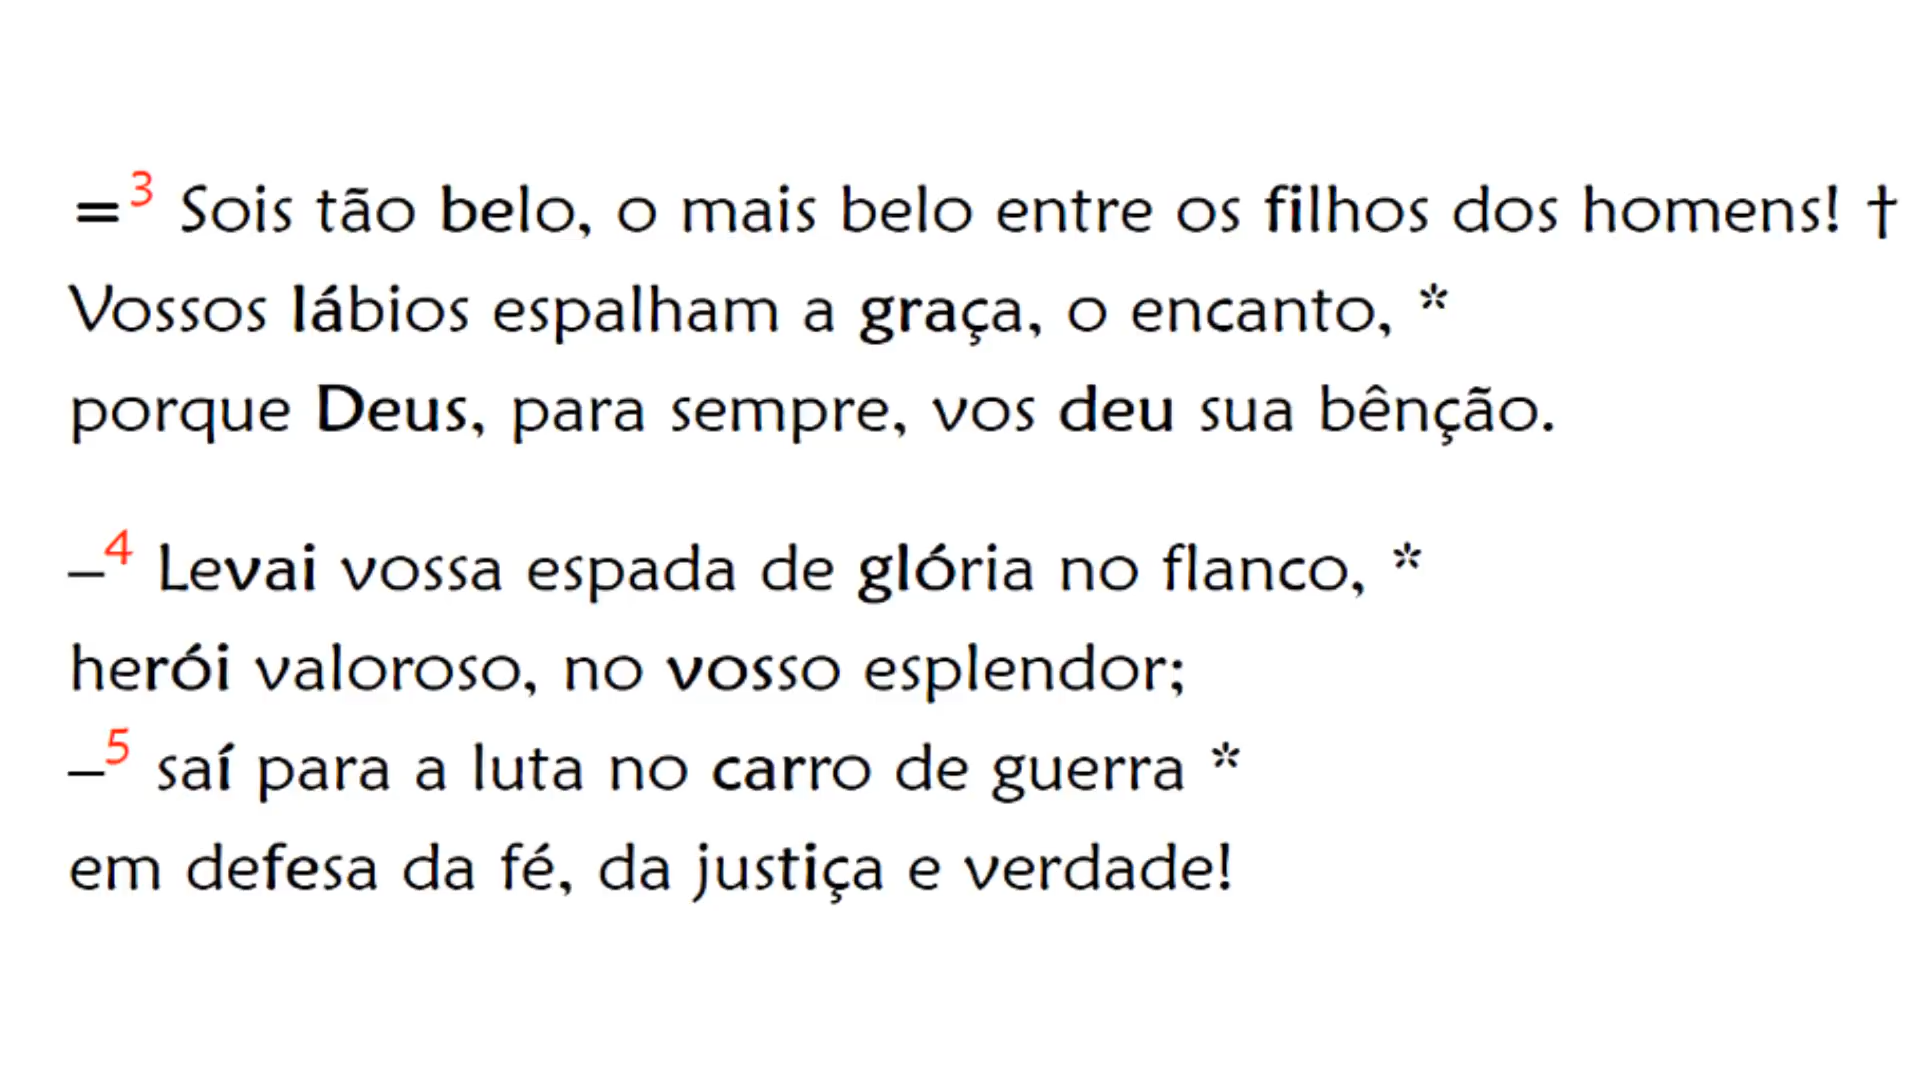 =3 Sois tão belo, o mais belo entre os filhos dos homens! †
Vossos lábios espalham a graça, o encanto, *
porque Deus, para sempre, vos deu sua bênção.
–4 Levai vossa espada de glória no flanco, *
herói valoroso, no vosso esplendor;
–5 saí para a luta no carro de guerra *
em defesa da fé, da justiça e verdade!